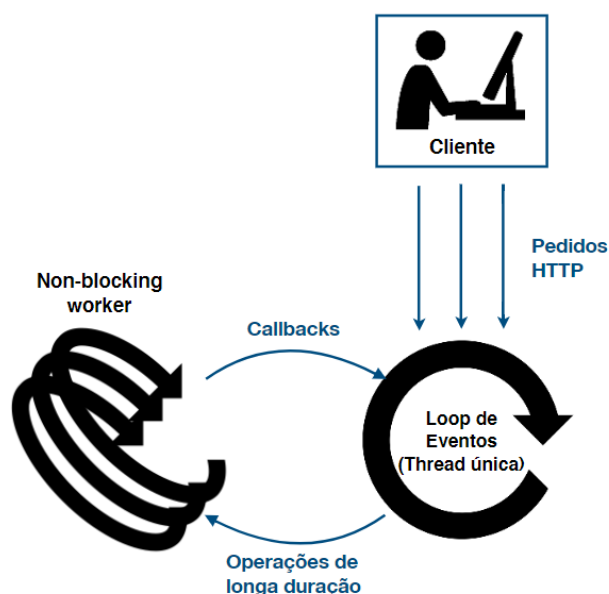 Cliente
Pedidos
HTTP
Non-blocking
worker
Callbacks
Loop de
Eventos
(Thread única)
Operações de
longa duração